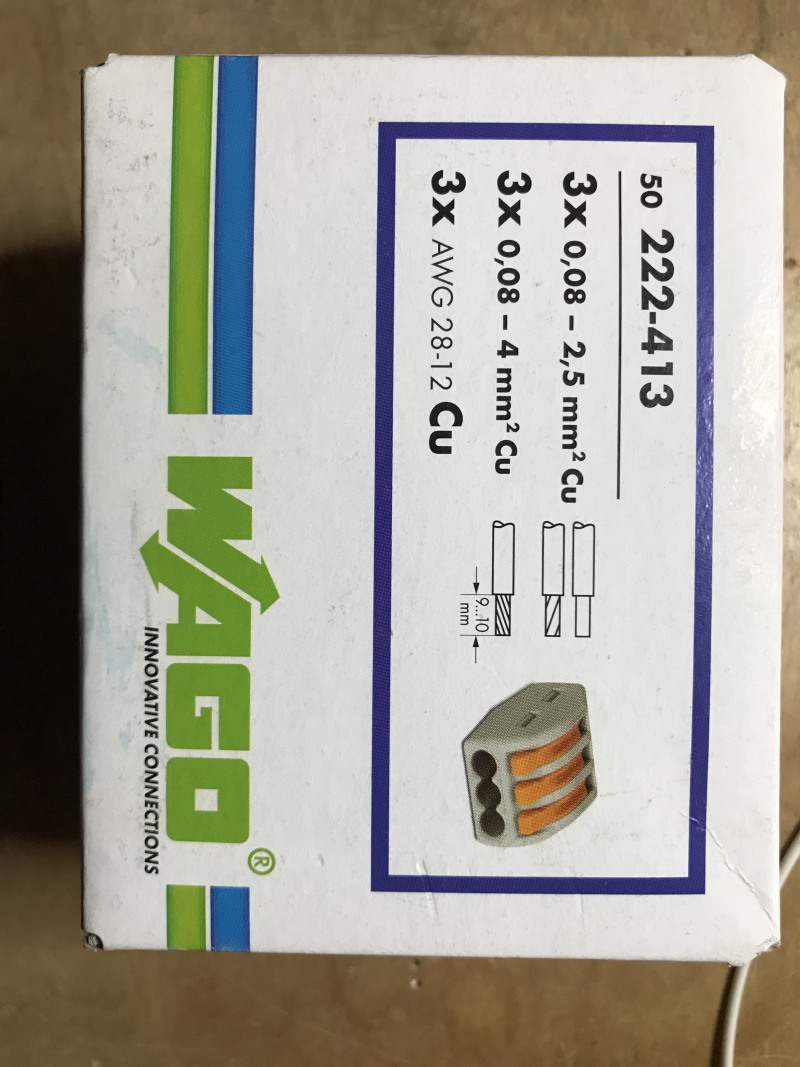 50 222-413
3x 0,08 – 2,5 mm² Cu
3x 0,08 – 4 mm² Cu
3x AWG 28-12 Cu
9...10
mm
WAGO®
INNOVATIVE CONNECTIONS